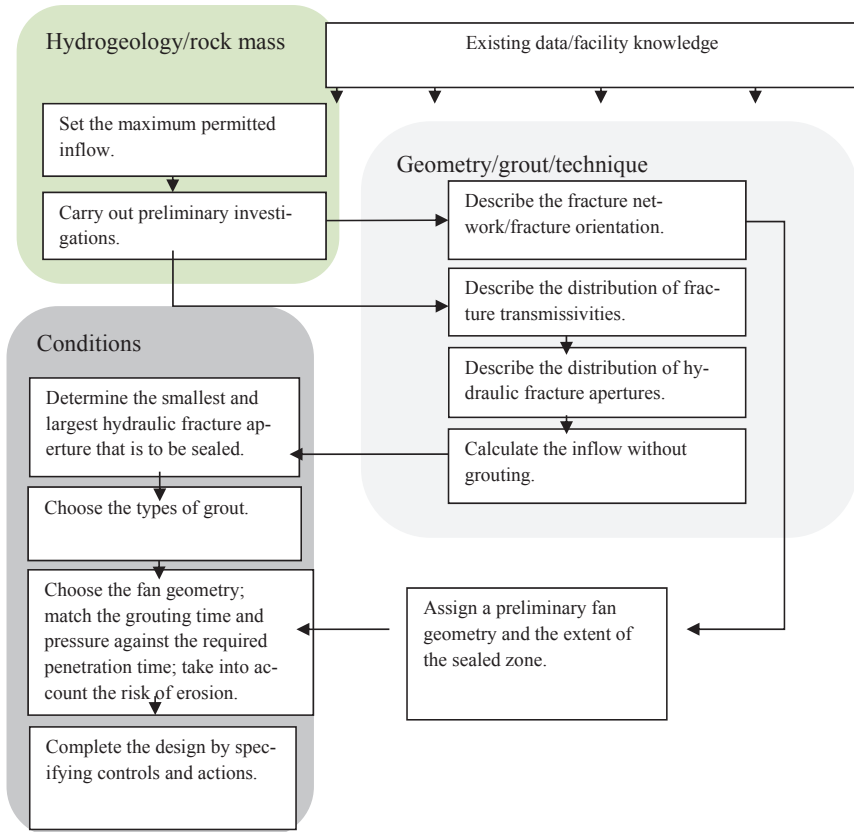 Hydrogeology/rock mass
Existing data/facility knowledge
Set the maximum permitted
inflow.
Carry out preliminary investi-
gations.
Geometry/grout/technique
Describe the fracture net-
work/fracture orientation.
Describe the distribution of frac-
ture transmissivities.
Describe the distribution of hy-
draulic fracture apertures.
Calculate the inflow without
grouting.
Conditions
Determine the smallest and
largest hydraulic fracture ap-
erture that is to be sealed.
Choose the types of grout.
Choose the fan geometry;
match the grouting time and
pressure against the required
penetration time; take into ac-
count the risk of erosion.
Assign a preliminary fan
geometry and the extent of
the sealed zone.
Complete the design by spec-
ifying controls and actions.